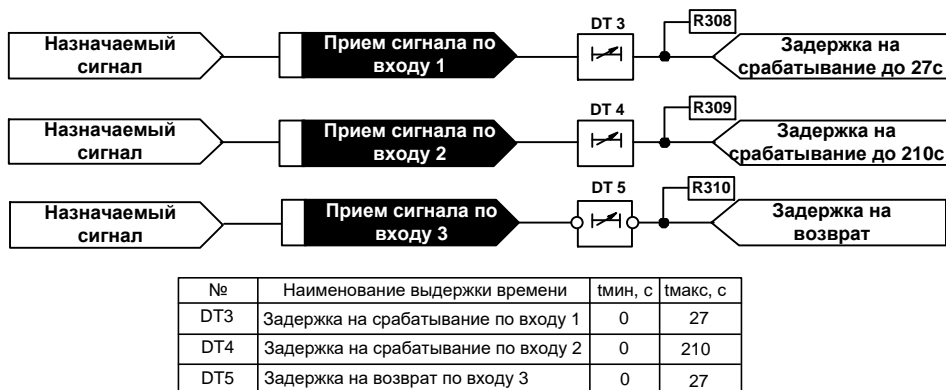 DT 3
R308
Назначаемый
сигнал
Прием сигнала по
входу 1
Задержка на
срабатывание до 27с
DT 4
R309
Назначаемый
сигнал
Прием сигнала по
входу 2
Задержка на
срабатывание до 210с
DT 5
R310
Назначаемый
сигнал
Прием сигнала по
входу 3
Задержка на
возврат
№ Наименование выдержки времени tмин, с tмакс, с
DT3 Задержка на срабатывание по входу 1 0 27
DT4 Задержка на срабатывание по входу 2 0 210
DT5 Задержка на возврат по входу 3 0 27